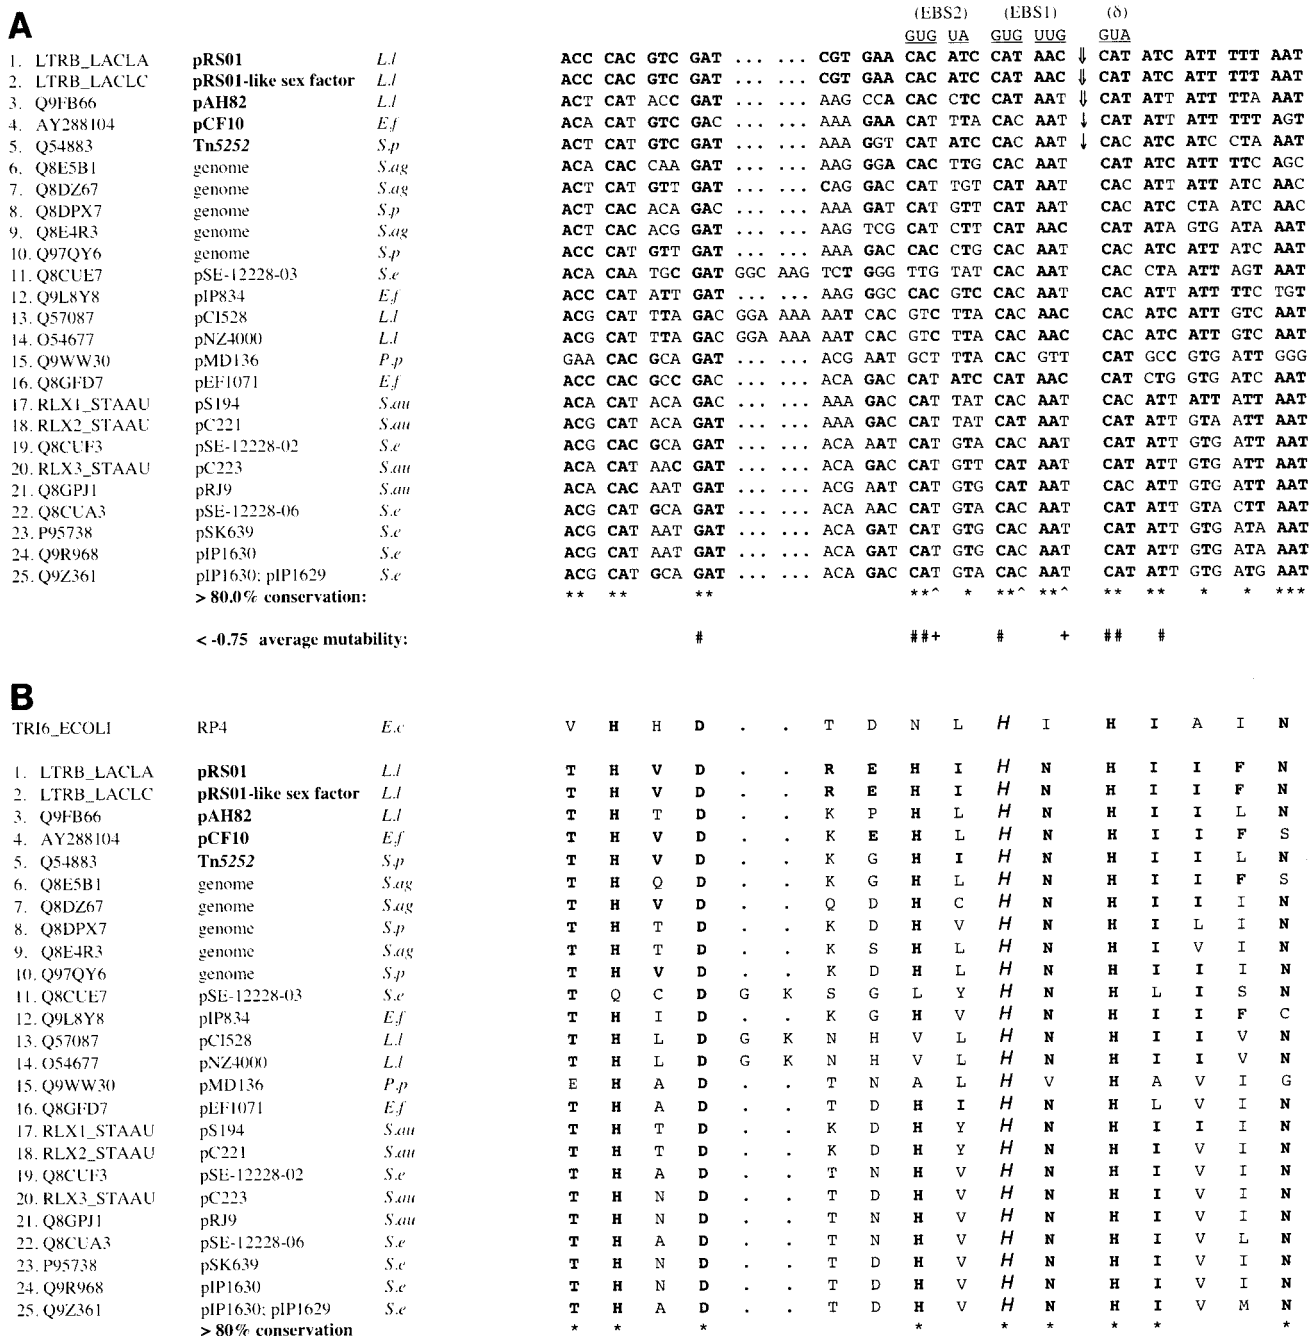 A
(EBS2) (EBS1) (δ)
GUG UA GUG UUG GUA
1. LTRB_LACLA pRS01 L.l ACC CAC GTC GAT ... ... CGT GAA CAC ATC CAT AAC ⇓ CAT ATC ATT TTT AAT
2. LTRB_LACLC pRS01-like sex factor L.l ACC CAC GTC GAT ... ... CGT GAA CAC ATC CAT AAC ⇓ CAT ATC ATT TTT AAT
3. Q9FB66 pAH82 L.l ACT CAT ACC GAT ... ... AAG CCA CAC CTC CAT AAT ⇓ CAT ATT ATT TTA AAT
4. AY288104 pCF10 E.f ACA CAT GTC GAC ... ... AAA GAA CAT TTA CAC AAT ↓ CAT ATT ATT TTT AGT
5. Q54883 Tn5252 S.p ACT CAT GTC GAT ... ... AAA GGT CAT ATC CAC AAT ↓ CAC ATC ATC CTA AAT
6. Q8E5B1 genome S.ag ACA CAC CAA GAT ... ... AAG GGA CAC TTG CAC AAT CAT ATC ATT TTC AGC
7. Q8DZ67 genome S.ag ACT CAT GTT GAT ... ... CAG GAC CAT TGT CAT AAT CAC ATT ATT ATC AAC
8. Q8DPX7 genome S.p ACT CAC ACA GAC ... ... AAA GAT CAT GTT CAT AAT CAC ATC CTA ATC AAC
9. Q8E4R3 genome S.ag ACT CAC ACG GAT ... ... AAG TCG CAT CTT CAT AAC CAT ATA GTG ATA AAT
10. Q97QY6 genome S.p ACC CAT GTT GAT ... ... AAA GAC CAC CTG CAC AAT CAC ATC ATT ATC AAT
11. Q8CUE7 pSE-12228-03 S.e ACA CAA TGC GAT GGC AAG TCT GGG TTG TAT CAC AAT CAC CTA ATT AGT AAT
12. Q9L8Y8 pIP834 E.f ACC CAT ATT GAT ... ... AAG GGC CAC GTC CAC AAT CAC ATT ATT TTC TGT
13. Q57087 pCI528 L.l ACG CAT TTA GAC GGA AAA AAT CAC GTC TTA CAC AAC CAC ATC ATT GTC AAT
14. O54677 pNZ4000 L.l ACG CAT TTA GAT GGA AAA AAT CAC GTC TTA CAC AAC CAC ATC ATT GTC AAT
15. Q9WW30 pMD136 P.p GAA CAC GCA GAT ... ... ACG AAT GCT TTA CAC GTT CAT GCC GTG ATT GGG
16. Q8GFD7 pEF1071 E.f ACC CAC GCC GAC ... ... ACA GAC CAT ATC CAT AAC CAT CTG GTG ATC AAT
17. RLX1_STAAU pS194 S.au ACA CAT ACA GAC ... ... AAA GAC CAT TAT CAT AAT CAC ATT ATT ATT AAT
18. RLX2_STAAU pC221 S.au ACG CAT ACA GAT ... ... AAA GAC CAT TAT CAT AAT CAT ATT GTA ATT AAT
19. Q8CUF3 pSE-12228-02 S.e ACG CAC GCA GAT ... ... ACA AAT CAT GTA CAC AAT CAT ATT GTG ATT AAT
20. RLX3_STAAU pC223 S.au ACA CAT AAC GAT ... ... ACA GAC CAT GTT CAT AAT CAT ATT GTG ATT AAT
21. Q8GPJ1 pRJ9 S.au ACA CAC AAT GAT ... ... ACG AAT CAT GTG CAT AAT CAC ATT GTG ATT AAT
22. Q8CUA3 pSE-12228-06 S.e ACG CAT GCA GAT ... ... ACA AAC CAT GTA CAC AAT CAT ATT GTA CTT AAT
23. P95738 pSK639 S.e ACG CAT AAT GAT ... ... ACA GAT CAT GTG CAC AAT CAT ATT GTG ATA AAT
24. Q9R968 pIP1630 S.e ACG CAT AAT GAT ... ... ACA GAT CAT GTG CAC AAT CAT ATT GTG ATA AAT
25. Q9Z361 pIP1630; pIP1629 S.e ACG CAT GCA GAT ... ... ACA GAC CAT GTA CAC AAT CAT ATT GTG ATG AAT
> 80.0% conservation: ** ** ** **^ * **^ **^ ** ** * * ***
< -0.75 average mutability: # ##+ # + ## #
B
TRI6_ECOLI RP4 E.c V H H D . . T D N L H I H I A I N
1. LTRB_LACLA pRS01 L.l T H V D . . R E H I H N H I I F N
2. LTRB_LACLC pRS01-like sex factor L.l T H V D . . R E H I H N H I I F N
3. Q9FB66 pAH82 L.l T H T D . . K P H L H N H I I L N
4. AY288104 pCF10 E.f T H V D . . K E H L H N H I I F S
5. Q54883 Tn5252 S.p T H V D . . K G H I H N H I I L N
6. Q8E5B1 genome S.ag T H Q D . . K G H L H N H I I F S
7. Q8DZ67 genome S.ag T H V D . . Q D H C H N H I I I N
8. Q8DPX7 genome S.p T H T D . . K D H V H N H I L I N
9. Q8E4R3 genome S.ag T H T D . . K S H L H N H I V I N
10. Q97QY6 genome S.p T H V D . . K D H L H N H I I I N
11. Q8CUE7 pSE-12228-03 S.e T Q C D G K S G L Y H N H L I S N
12. Q9L8Y8 pIP834 E.f T H I D . . K G H V H N H I I F C
13. Q57087 pCI528 L.l T H L D G K N H V L H N H I I V N
14. O54677 pNZ4000 L.l T H L D G K N H V L H N H I I V N
15. Q9WW30 pMD136 P.p E H A D . . T N A L H V H A V I G
16. Q8GFD7 pEF1071 E.f T H A D . . T D H I H N H L V I N
17. RLX1_STAAU pS194 S.au T H T D . . K D H Y H N H I I I N
18. RLX2_STAAU pC221 S.au T H T D . . K D H Y H N H I V I N
19. Q8CUF3 pSE-12228-02 S.e T H A D . . T N H V H N H I V I N
20. RLX3_STAAU pC223 S.au T H N D . . T D H V H N H I V I N
21. Q8GPJ1 pRJ9 S.au T H N D . . T N H V H N H I V I N
22. Q8CUA3 pSE-12228-06 S.e T H A D . . T N H V H N H I V L N
23. P95738 pSK639 S.e T H N D . . T D H V H N H I V I N
24. Q9R968 pIP1630 S.e T H N D . . T D H V H N H I V I N
25. Q9Z361 pIP1630; pIP1629 S.e T H A D . . T D H V H N H I V M N
> 80% conservation * * * * * * * * *